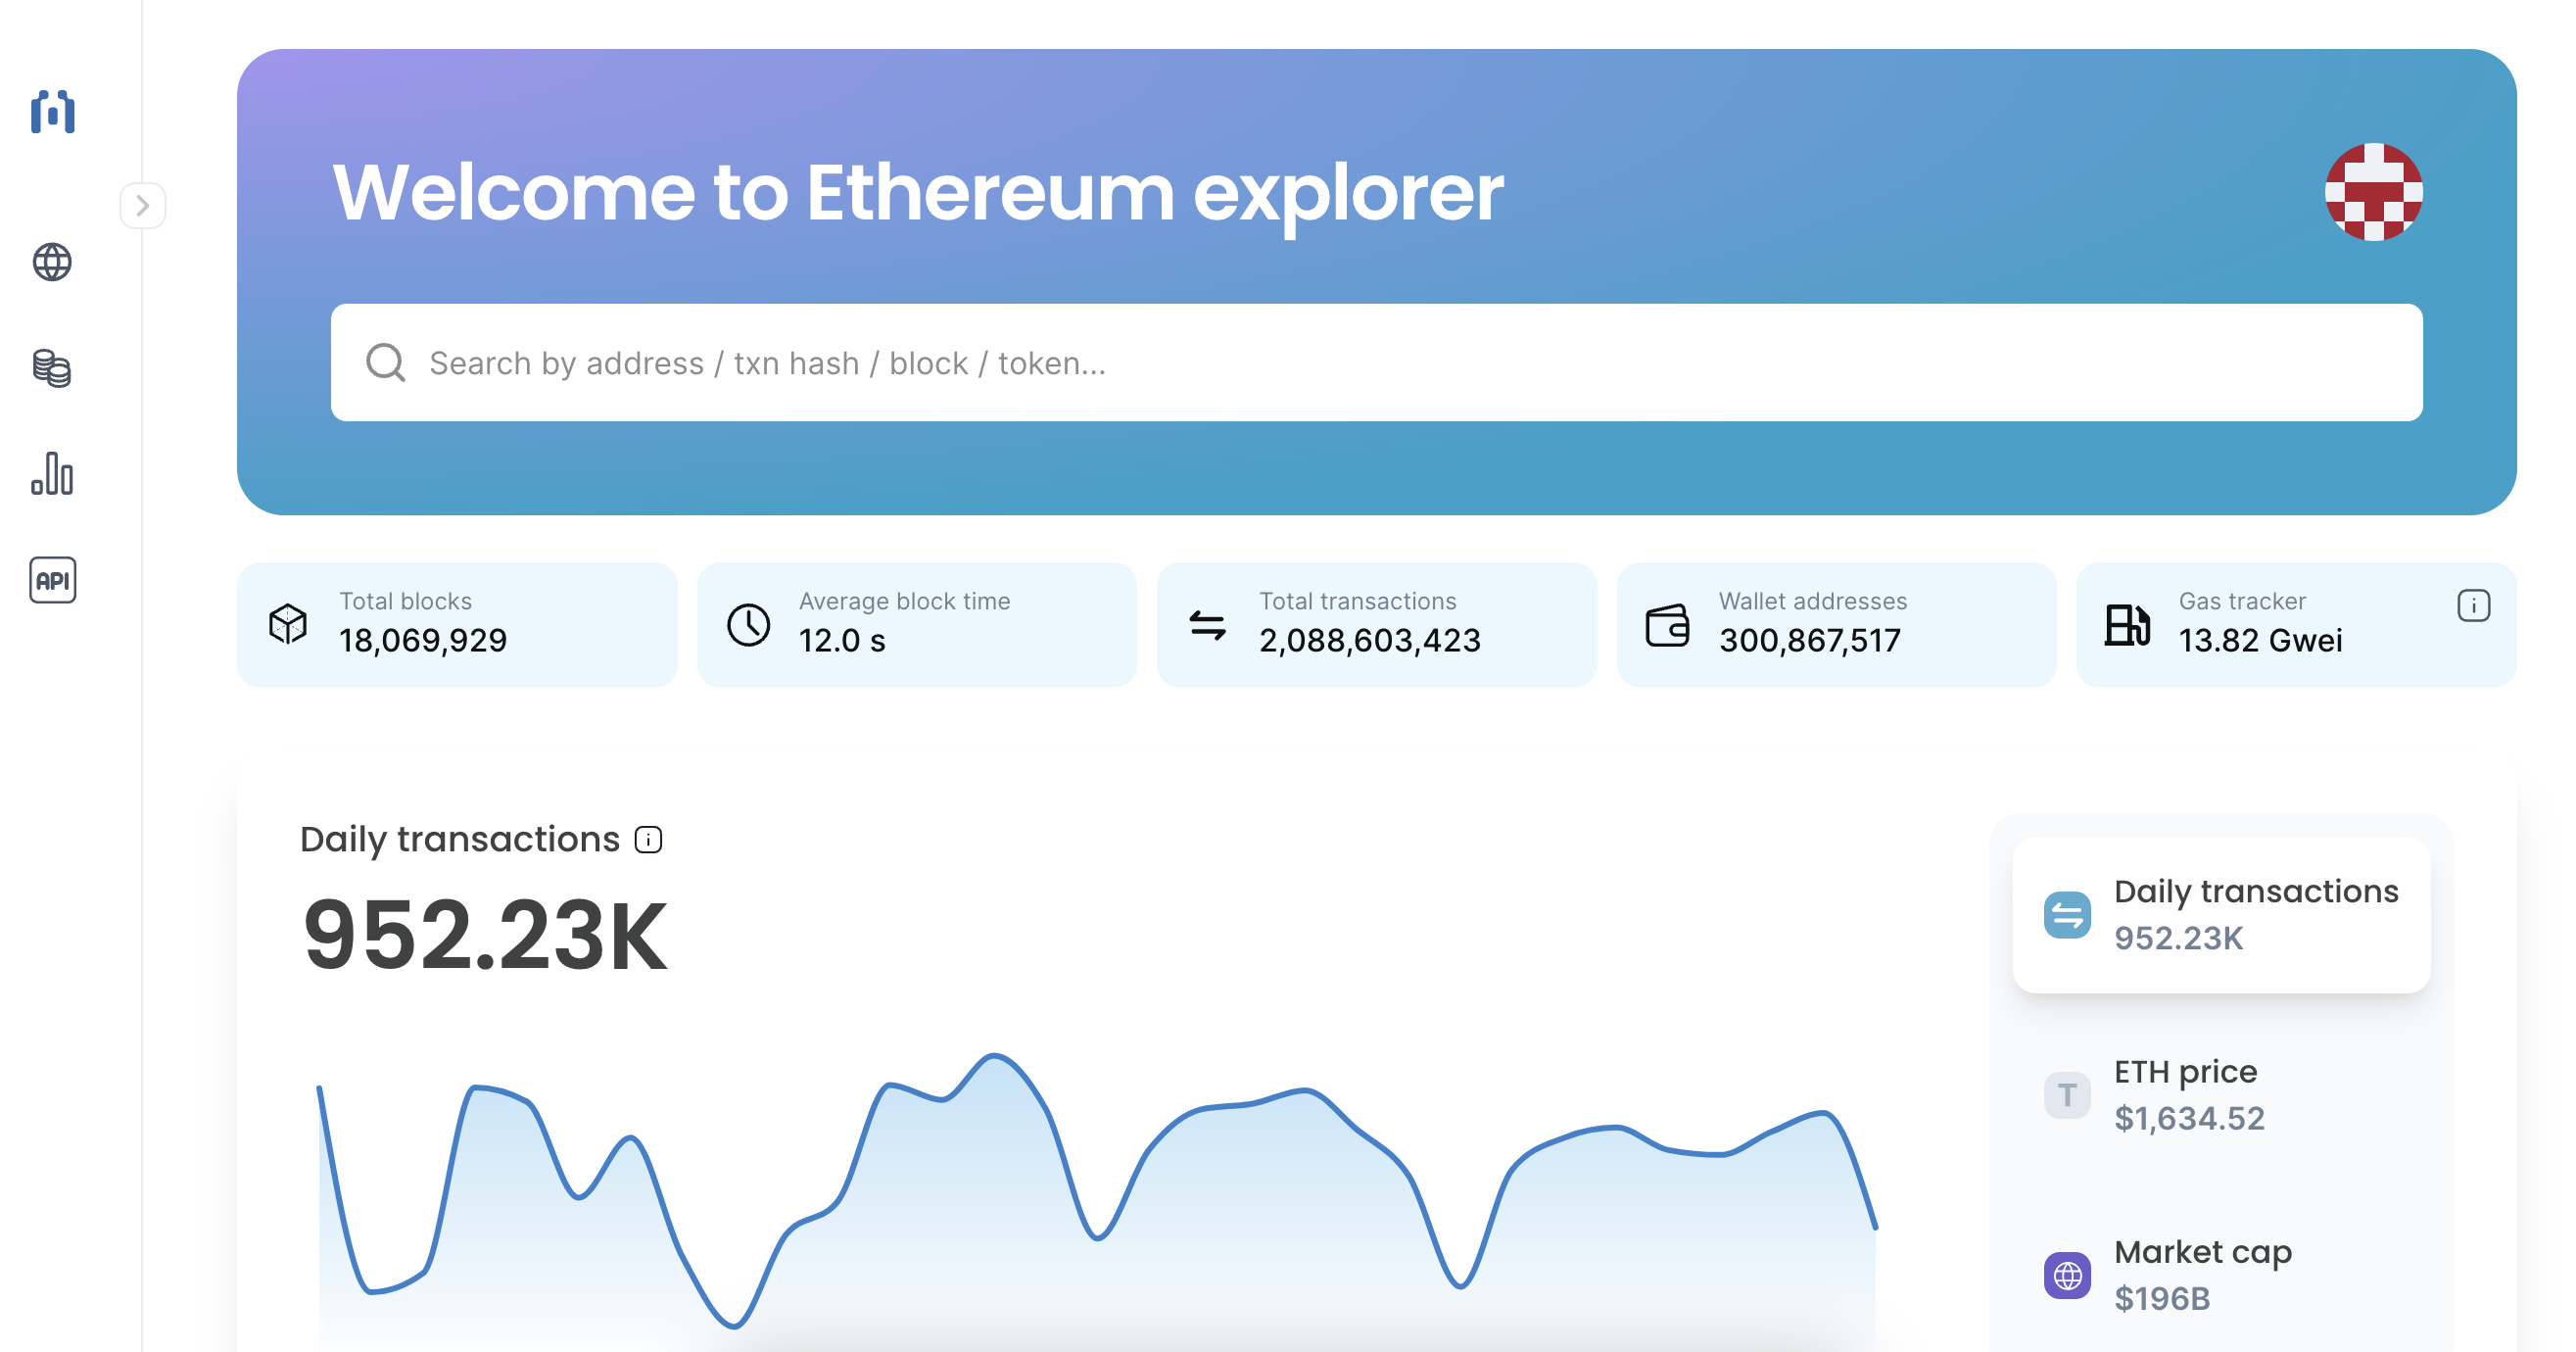 Welcome to Ethereum explorer
Search by address / txn hash / block / token...
API
Total blocks
18,069,929
Average block time
12.0 s
Total transactions
2,088,603,423
Wallet addresses
300,867,517
Gas tracker
13.82 Gwei
Daily transactions
952.23K
Daily transactions
952.23K
T
ETH price
$1,634.52
Market cap
$196B